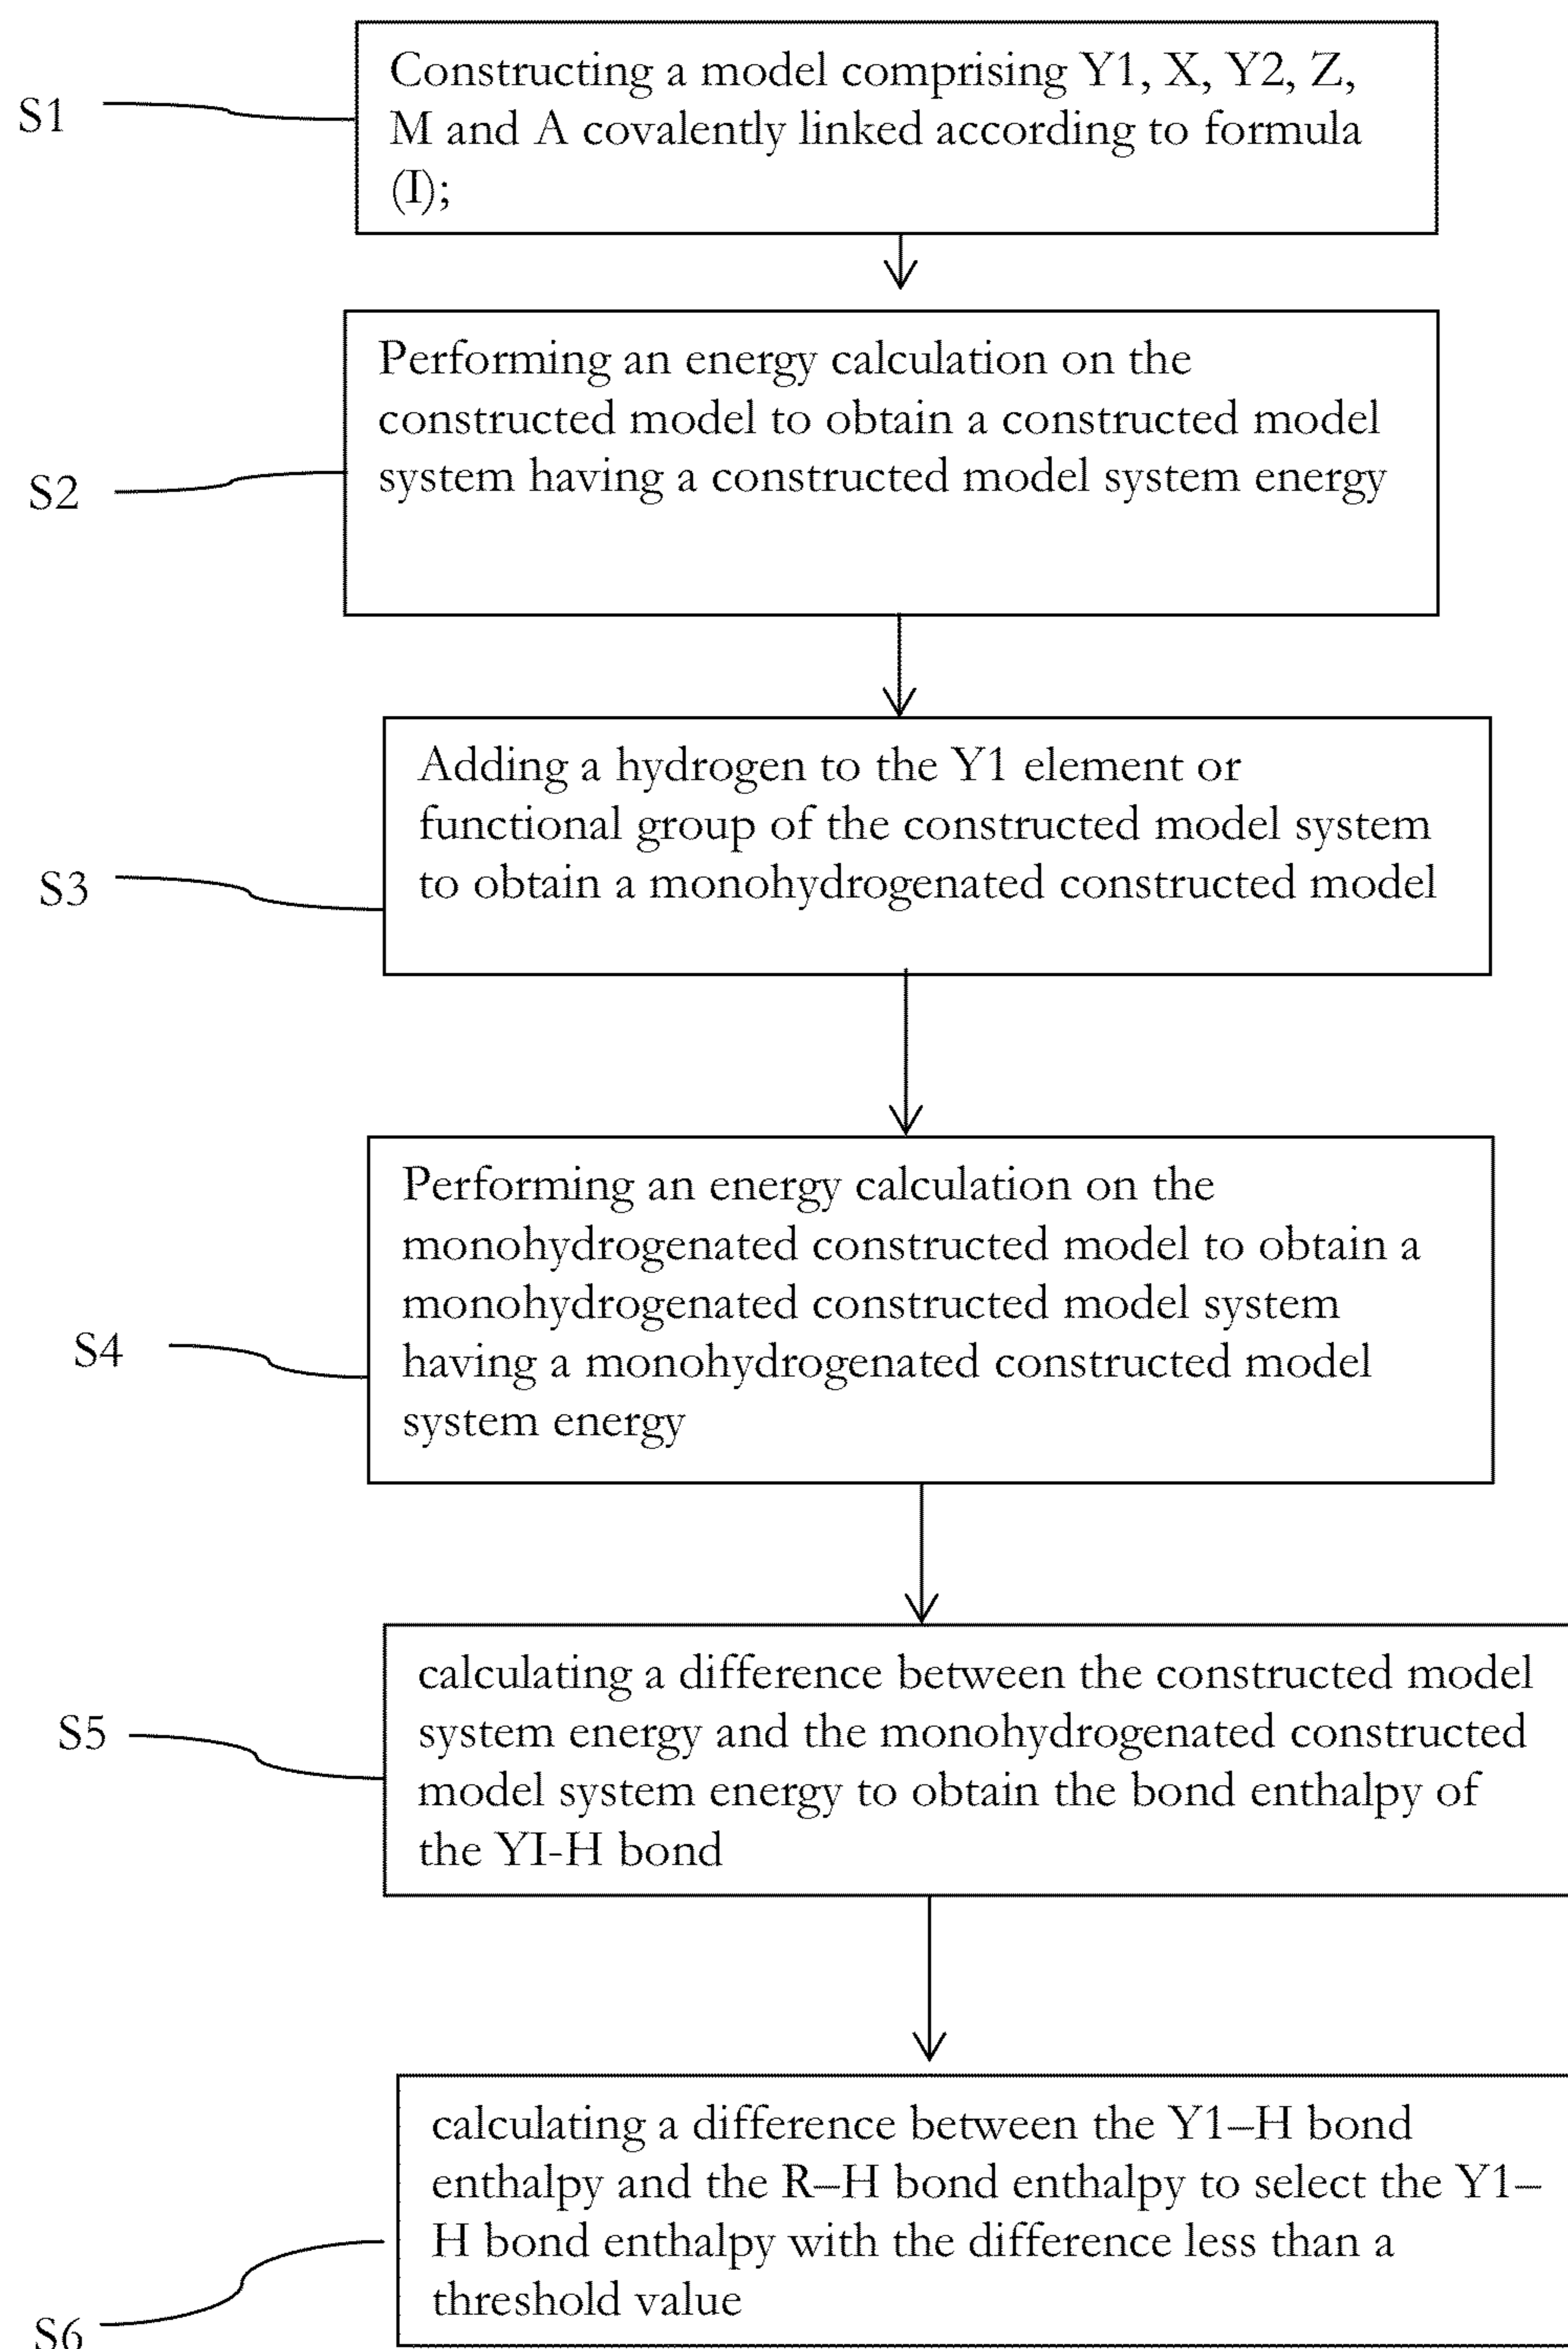 S1
Constructing a model comprising Y1, X, Y2, Z,
M and A covalently linked according to formula
(I);
S2
Performing an energy calculation on the
constructed model to obtain a constructed model
system having a constructed model system energy
S3
Adding a hydrogen to the Y1 element or
functional group of the constructed model system
to obtain a monohydrogenated constructed model
S4
Performing an energy calculation on the
monohydrogenated constructed model to obtain a
monohydrogenated constructed model system
having a monohydrogenated constructed model
system energy
S5
calculating a difference between the constructed model
system energy and the monohydrogenated constructed
model system energy to obtain the bond enthalpy of
the YI-H bond
S6
calculating a difference between the Y1–H bond
enthalpy and the R–H bond enthalpy to select the Y1–
H bond enthalpy with the difference less than a
threshold value